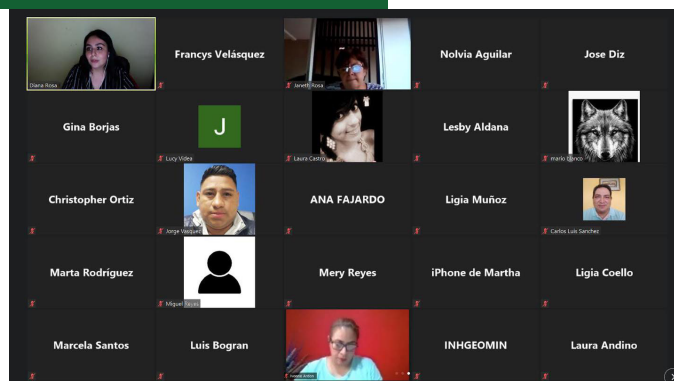 Diana Rosa
Francys Velásquez
Janeth Rosa
Nolvia Aguilar
Jose Diz
Gina Borjas
J
Lucy Videa
Laura Castro
Lesby Aldana
mario blanco
Christopher Ortiz
Jorge Vasquez
ANA FAJARDO
Ligia Muñoz
Carlos Luis Sanchez
Marta Rodríguez
Miguel Reyes
Mery Reyes
iPhone de Martha
Ligia Coello
Marcela Santos
Luis Bogran
INHGEOMIN
Laura Andino